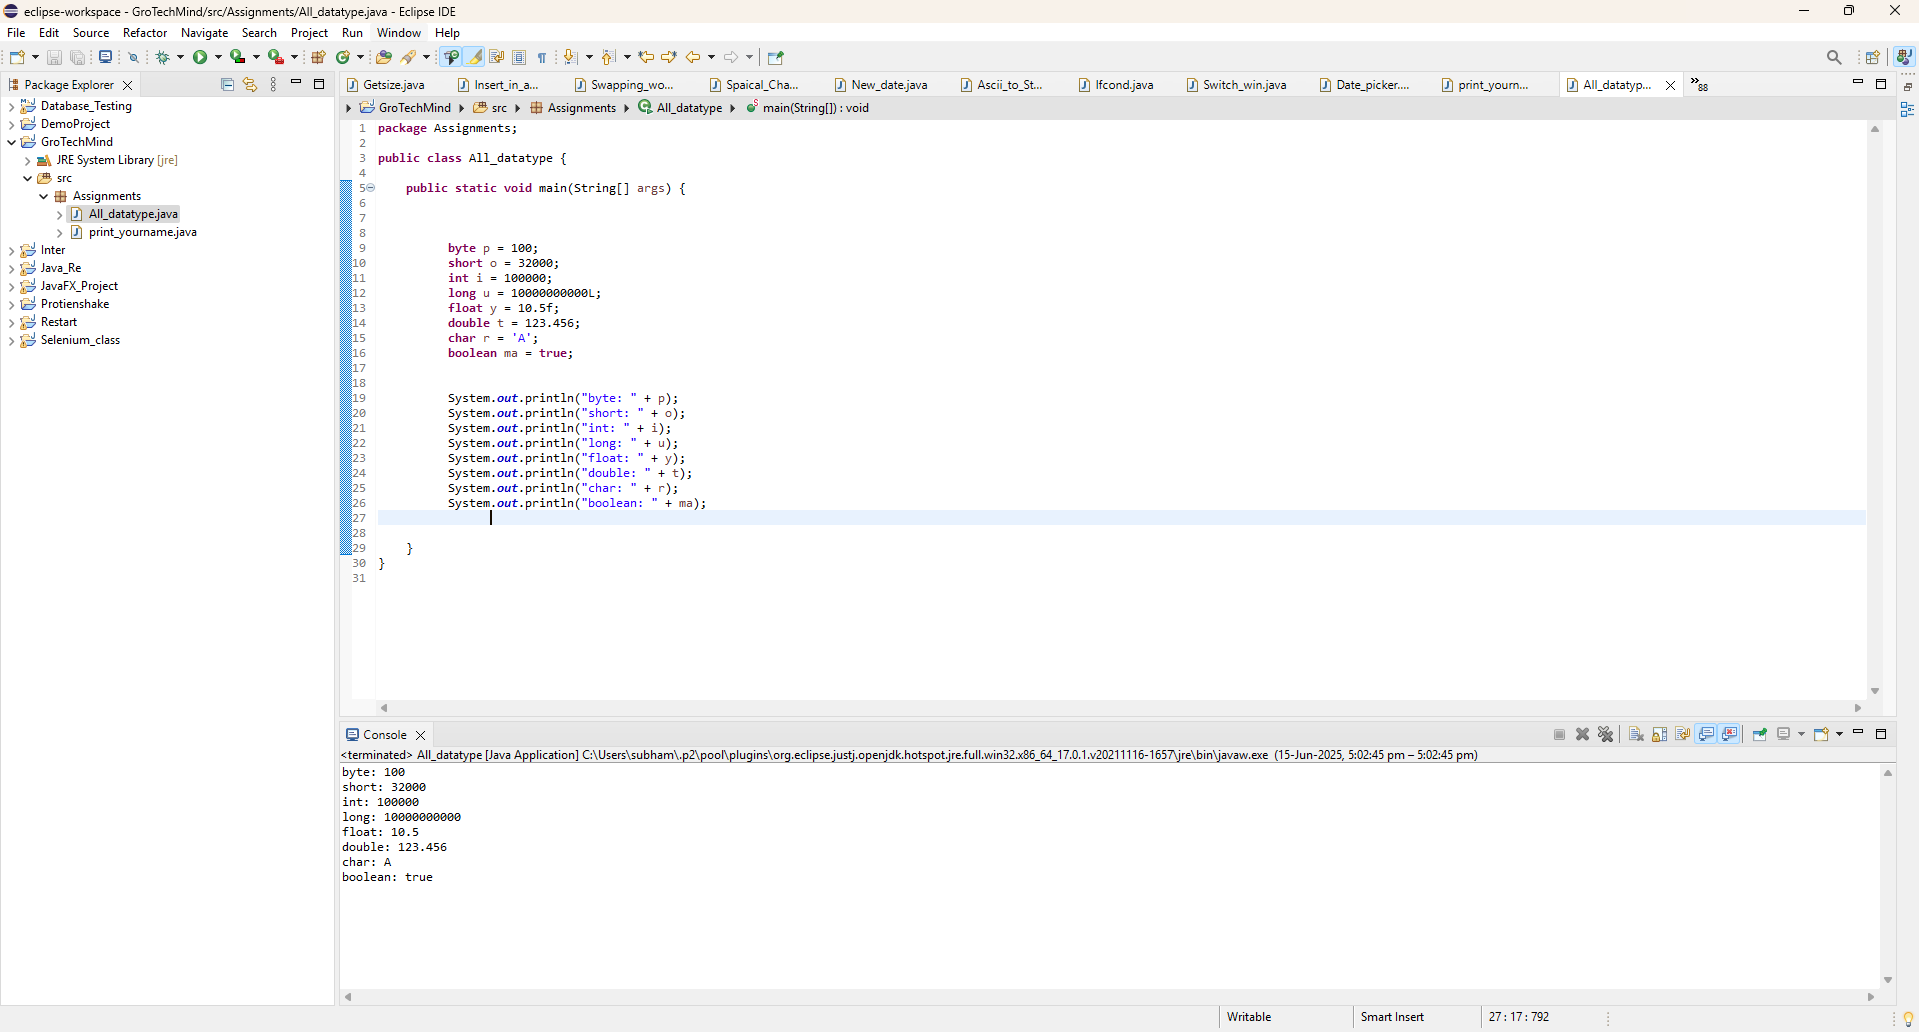 eclipse-workspace - GroTechMind/src/Assignments/All_datatype.java - Eclipse IDE
File Edit Source Refactor Navigate Search Project Run Window Help
Package Explorer
Database_Testing
DemoProject
GroTechMind
JRE System Library [jre]
src
Assignments
All_datatype.java
print_yourname.java
Inter
Java_Re
JavaFX_Project
Protienshake
Restart
Selenium_class
Getsize.java Insert_in_a... Swapping_wo... Spaical_Cha... New_date.java Ascii_to_St... Ifcond.java Switch_win.java Date_picker.... print_yourn... All_datatyp... »88
GroTechMind src Assignments All_datatype main(String[]) : void
1 package Assignments;
2
3 public class All_datatype {
4
5 public static void main(String[] args) {
6
7
8
9 byte p = 100;
10 short o = 32000;
11 int i = 100000;
12 long u = 10000000000L;
13 float y = 10.5f;
14 double t = 123.456;
15 char r = 'A';
16 boolean ma = true;
17
18
19 System.out.println("byte: " + p);
20 System.out.println("short: " + o);
21 System.out.println("int: " + i);
22 System.out.println("long: " + u);
23 System.out.println("float: " + y);
24 System.out.println("double: " + t);
25 System.out.println("char: " + r);
26 System.out.println("boolean: " + ma);
27
28
29 }
30 }
31
Console
<terminated> All_datatype [Java Application] C:\Users\subham\.p2\pool\plugins\org.eclipse.justj.openjdk.hotspot.jre.full.win32.x86_64_17.0.1.v20211116-1657\jre\bin\javaw.exe (15-Jun-2025, 5:02:45 pm – 5:02:45 pm)
byte: 100
short: 32000
int: 100000
long: 10000000000
float: 10.5
double: 123.456
char: A
boolean: true
Writable Smart Insert 27 : 17 : 792